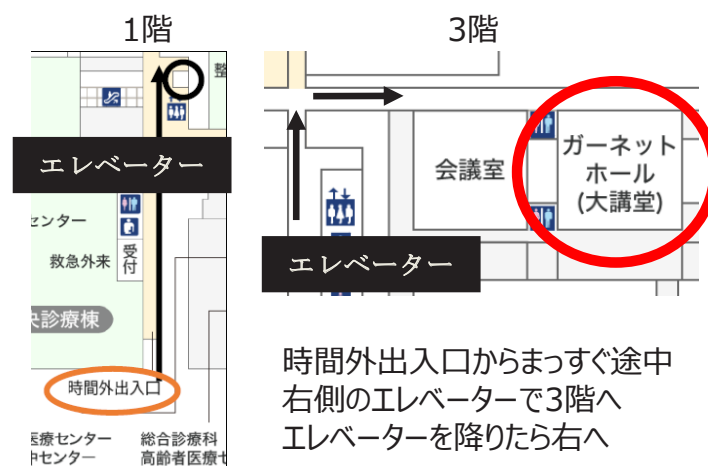 1階
3階
整
エレベーター
センター
救急外来
受付
診療棟
時間外出入口
医療センター
総合診療科
中センター
高齢者医療セ
会議室
ガーネット
ホール
(大講堂)
エレベーター
時間外出入口からまっすぐ途中
右側のエレベーターで3階へ
エレベーターを降りたら右へ